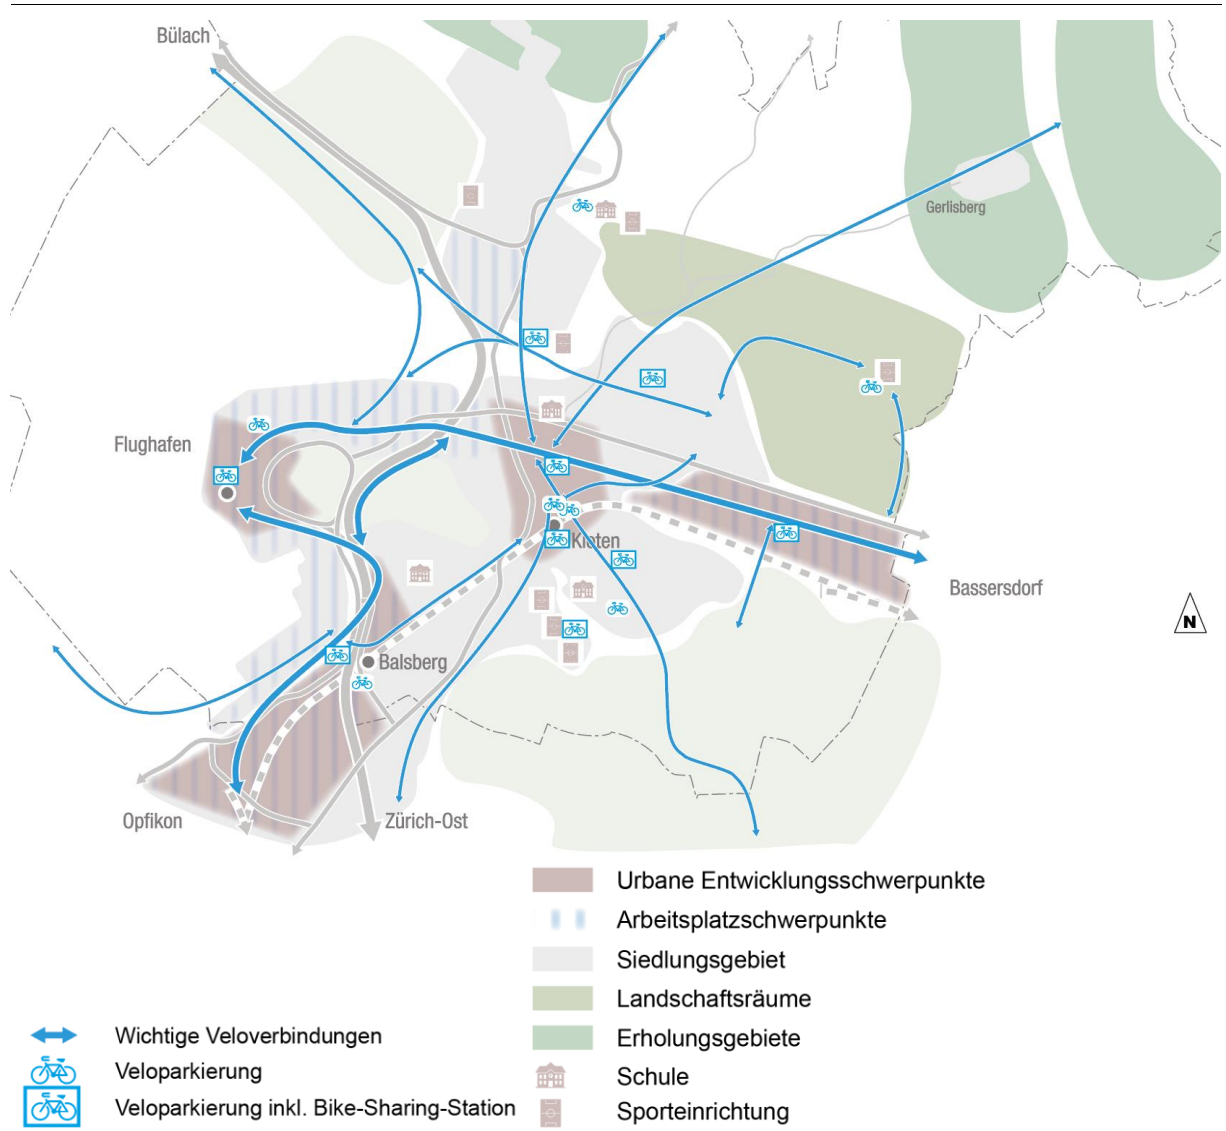 Bülach
Gerlisberg
Flughafen
Kloten
Bassersdorf
N
Balsberg
Opfikon
Zürich-Ost
Urbane Entwicklungsschwerpunkte
Arbeitsplatzschwerpunkte
Siedlungsgebiet
Landschaftsräume
Erholungsgebiete
Schule
Sporteinrichtung
Wichtige Veloverbindungen
Veloparkierung
Veloparkierung inkl. Bike-Sharing-Station